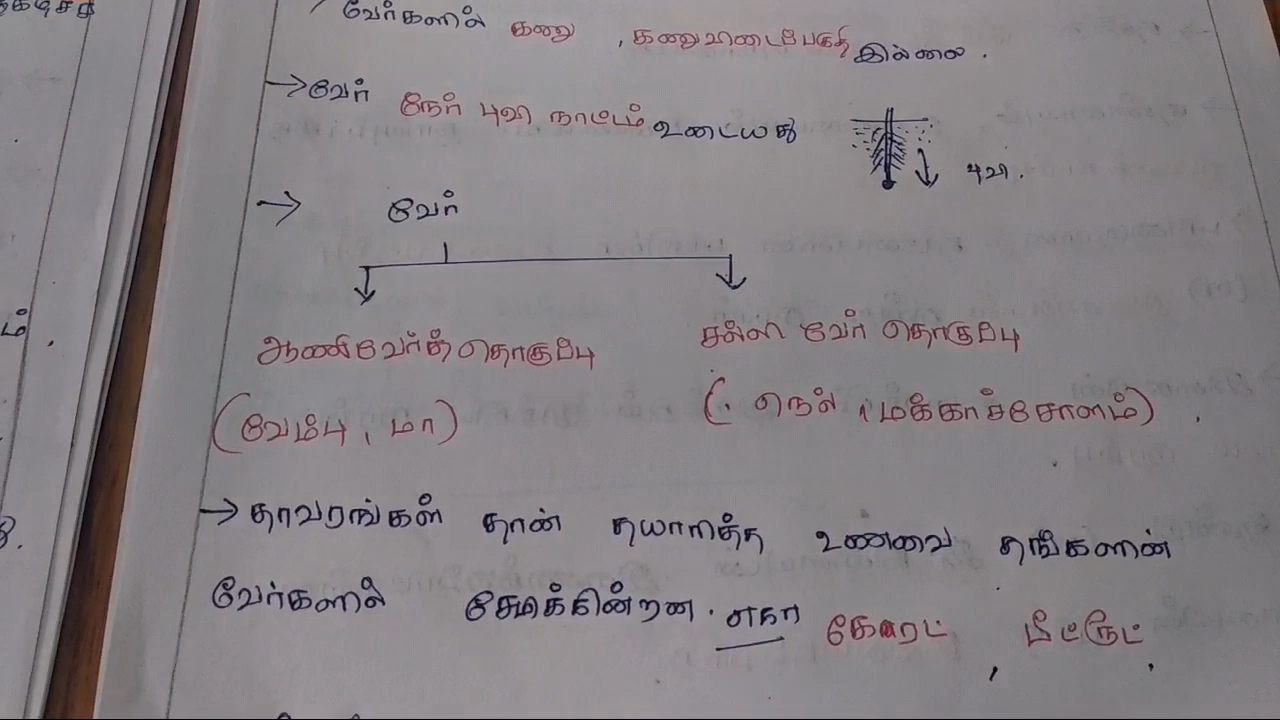 வேர்களில் கணு , கணுவிடைபகுதி இல்லை .
→ வேர் நேர் புவி நாட்டம் உடையது
புவி .
→ வேர்
ஆணிவேர்த் தொகுப்பு சல்லி வேர் தொகுப்பு
(வேம்பு , மா) ( நெல் , மக்காச்சோளம்) .
→ தாவரங்கள் தான் தயாரித்த உணவை தங்களின்
வேர்களில் சேமிக்கின்றன . எகா கேரட் , பீட்ரூட் ,